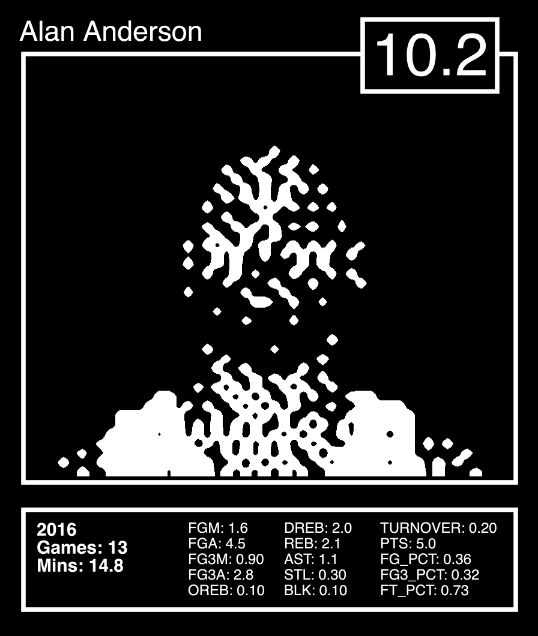 Alan Anderson
10.2
2016
Games: 13
Mins: 14.8
FGM: 1.6
FGA: 4.5
FG3M: 0.90
FG3A: 2.8
OREB: 0.10
DREB: 2.0
REB: 2.1
AST: 1.1
STL: 0.30
BLK: 0.10
TURNOVER: 0.20
PTS: 5.0
FG_PCT: 0.36
FG3_PCT: 0.32
FT_PCT: 0.73